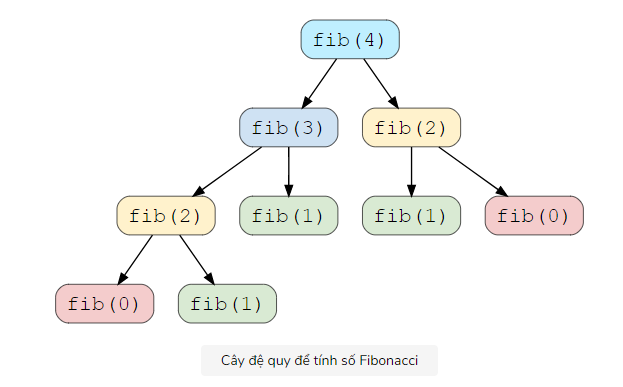 fib(4)
fib(3) fib(2)
fib(2) fib(1) fib(1) fib(0)
fib(0) fib(1)
Cây đệ quy để tính số Fibonacci